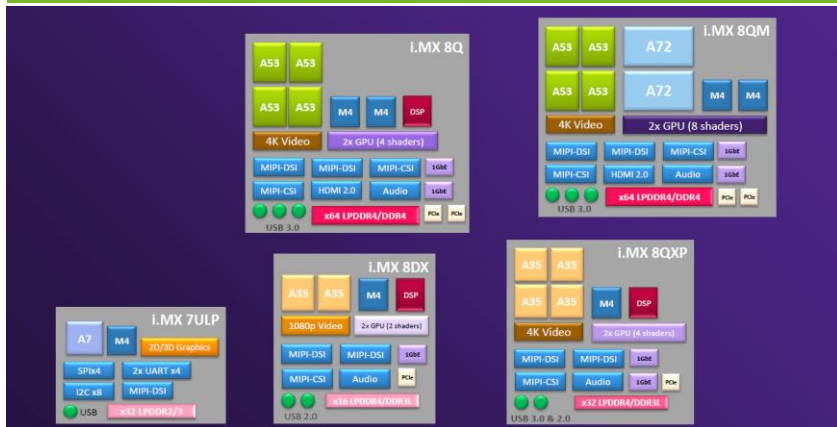 i.MX 8Q
A53 A53
A53 A53 M4 M4 DSP
4K Video 2x GPU (4 shaders)
MIPI-DSI MIPI-DSI MIPI-CSI 1GbE
MIPI-CSI HDMI 2.0 Audio 1GbE
x64 LPDDR4/DDR4 PCIe PCIe
USB 3.0
i.MX 8QM
A53 A53 A72
A53 A53 A72 M4 M4
4K Video 2x GPU (8 shaders)
MIPI-DSI MIPI-DSI MIPI-CSI 1GbE
MIPI-CSI HDMI 2.0 Audio 1GbE
x64 LPDDR4/DDR4 PCIe PCIe
USB 3.0
i.MX 7ULP
A7 M4 2D/3D Graphics
SPIx4 2x UART x4
I2C x8 MIPI-DSI
USB x32 LPDDR2/3
i.MX 8DX
A35 A35 M4 DSP
1080p Video 2x GPU (2 shaders)
MIPI-DSI MIPI-DSI 1GbE
MIPI-CSI Audio PCIe
x16 LPDDR4/DDR3L
USB 2.0
i.MX 8QXP
A35 A35
A35 A35 M4 DSP
4K Video 2x GPU (4 shaders)
MIPI-DSI MIPI-DSI 1GbE
MIPI-CSI Audio 1GbE PCIe
x32 LPDDR4/DDR3L
USB 3.0 & 2.0